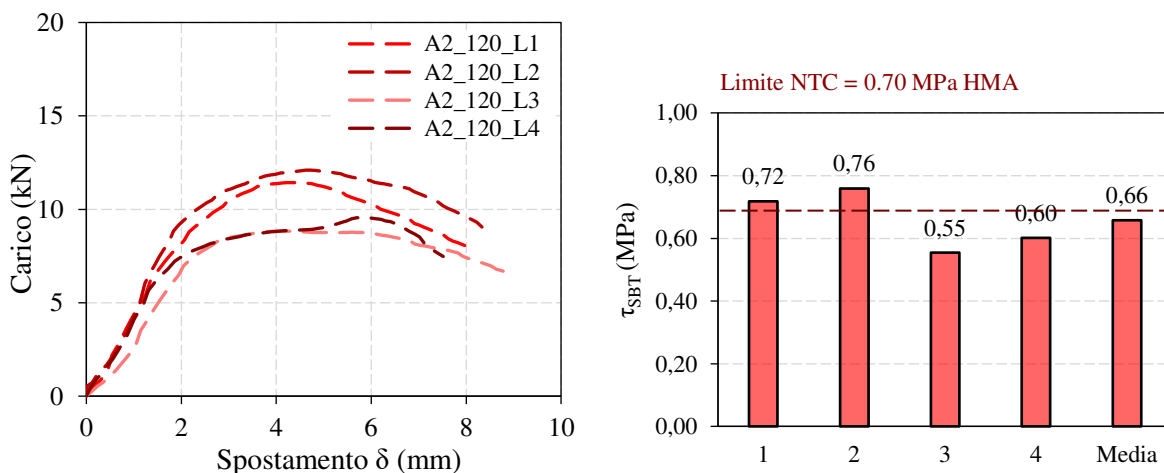 20
15
10
5
0
0 2 4 6 8 10
Carico (kN)
Spostamento δ (mm)
A2_120_L1
A2_120_L2
A2_120_L3
A2_120_L4
Limite NTC = 0.70 MPa HMA
1,00
0,80
0,60
0,40
0,20
0,00
τSBT (MPa)
0,72
0,76
0,55
0,60
0,66
1 2 3 4 Media